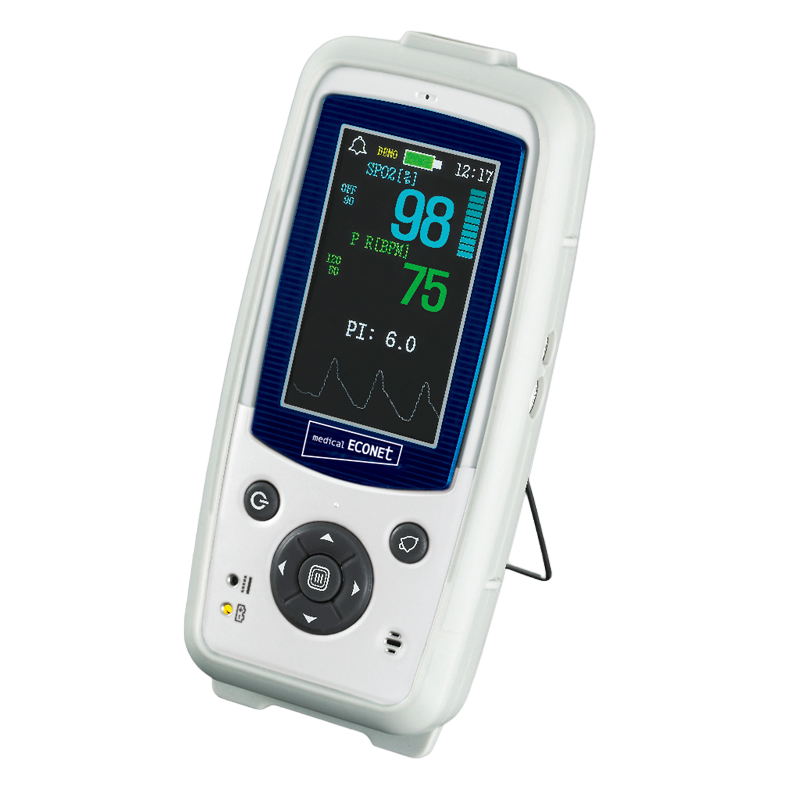 DEMO 12:17
SPO2[%]
OFF
90
98
P R[BPM]
120
50
75
PI: 6.0
medical ECONET